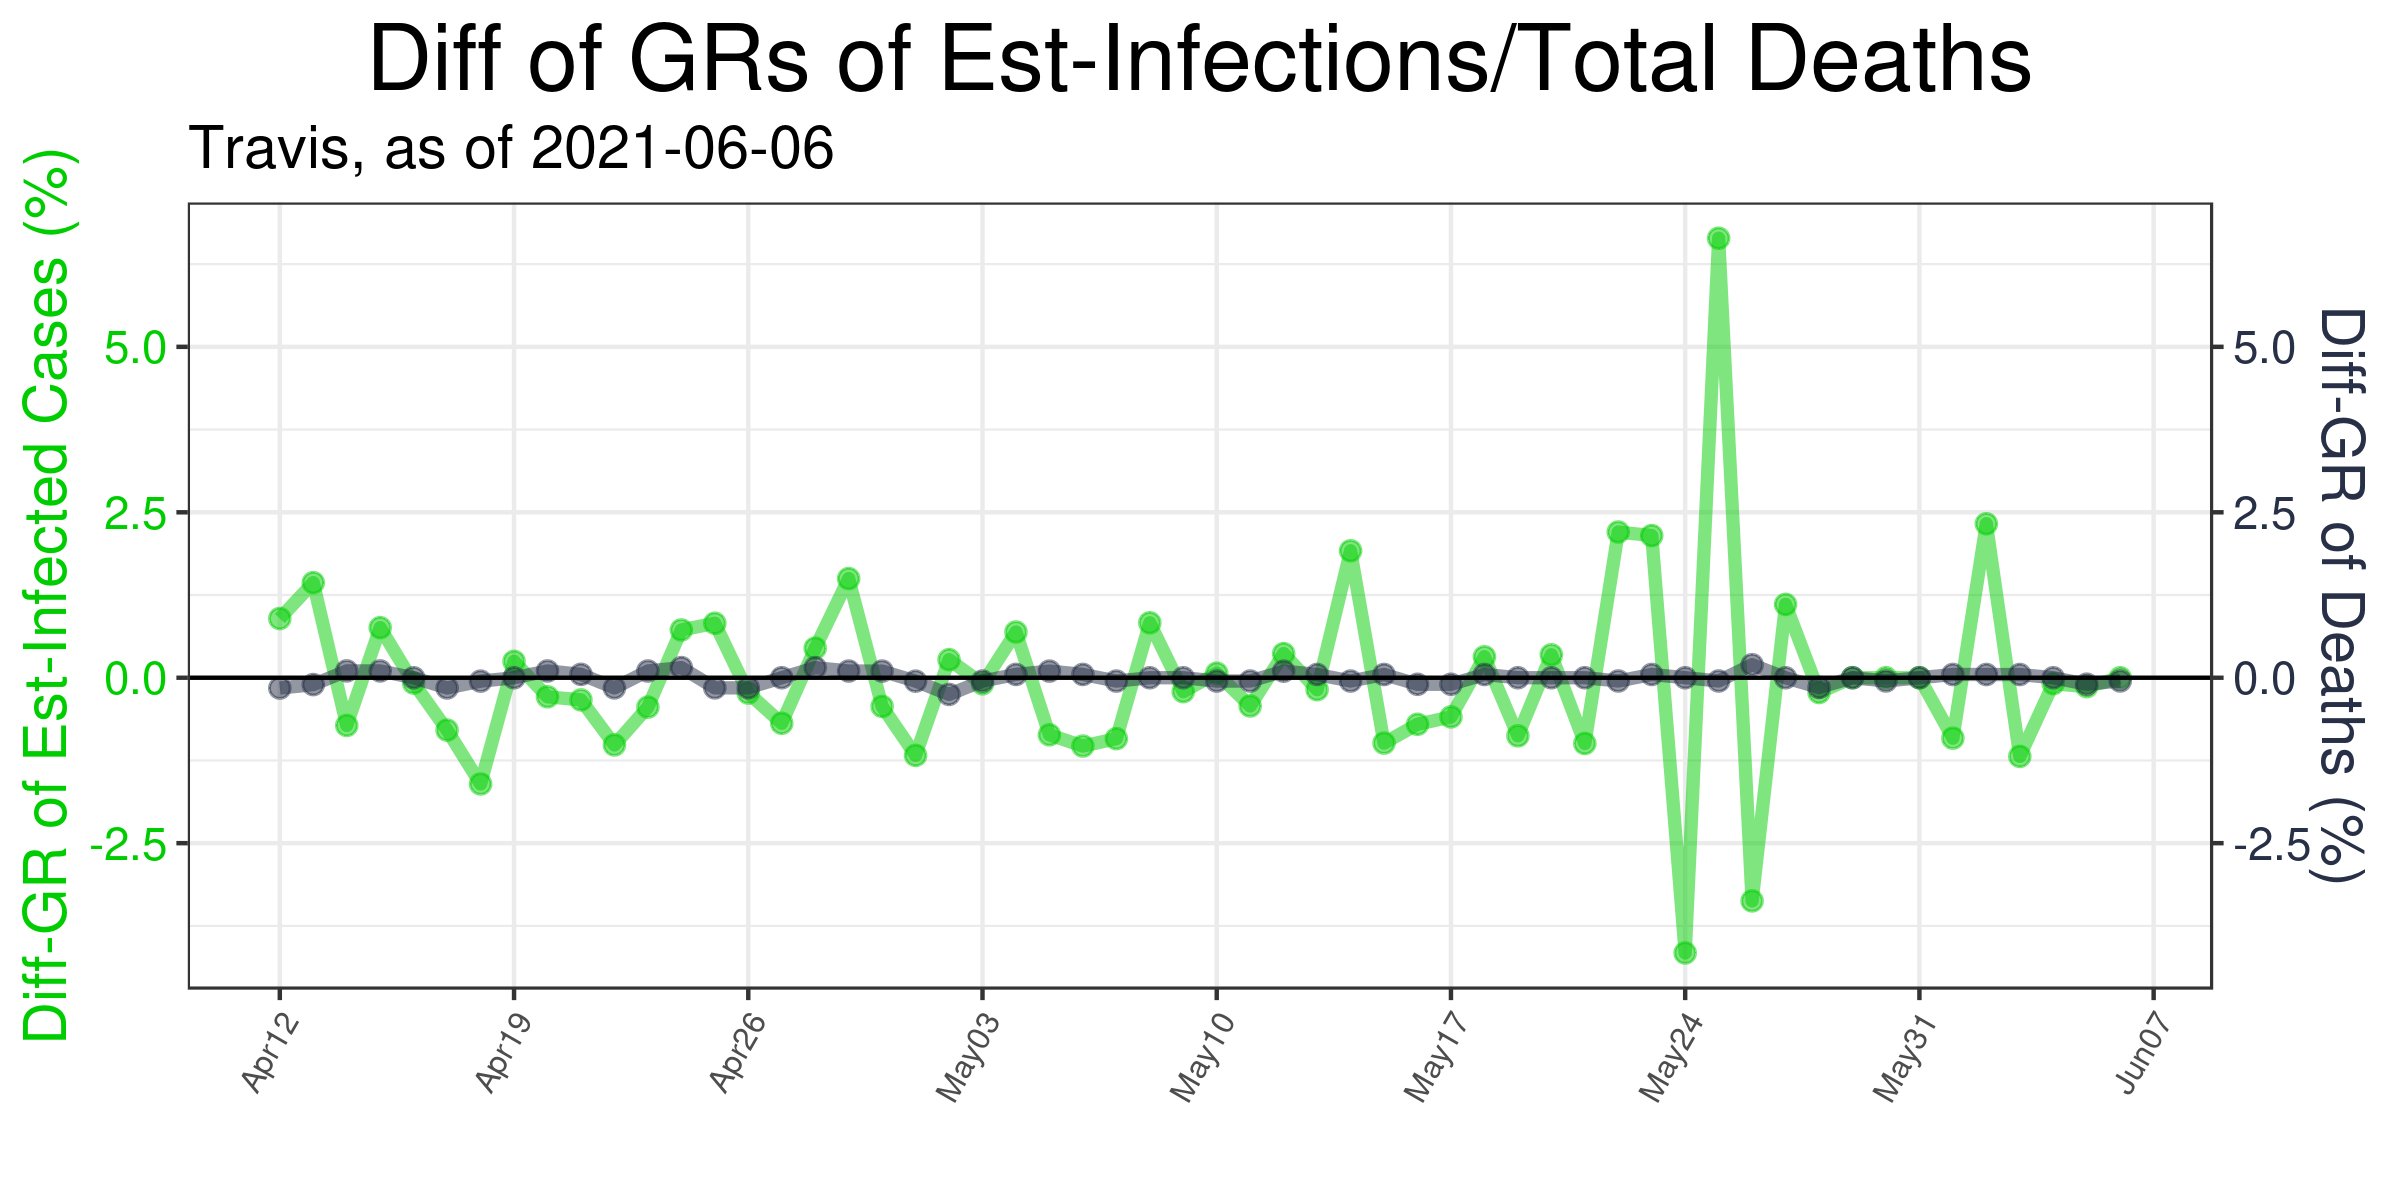 Diff of GRs of Est-Infections/Total Deaths
Travis, as of 2021-06-06
Diff-GR of Est-Infected Cases (%)
5.0
2.5
0.0
-2.5
5.0
2.5
0.0
-2.5
Diff-GR of Deaths (%)
Apr12
Apr19
Apr26
May03
May10
May17
May24
May31
Jun07